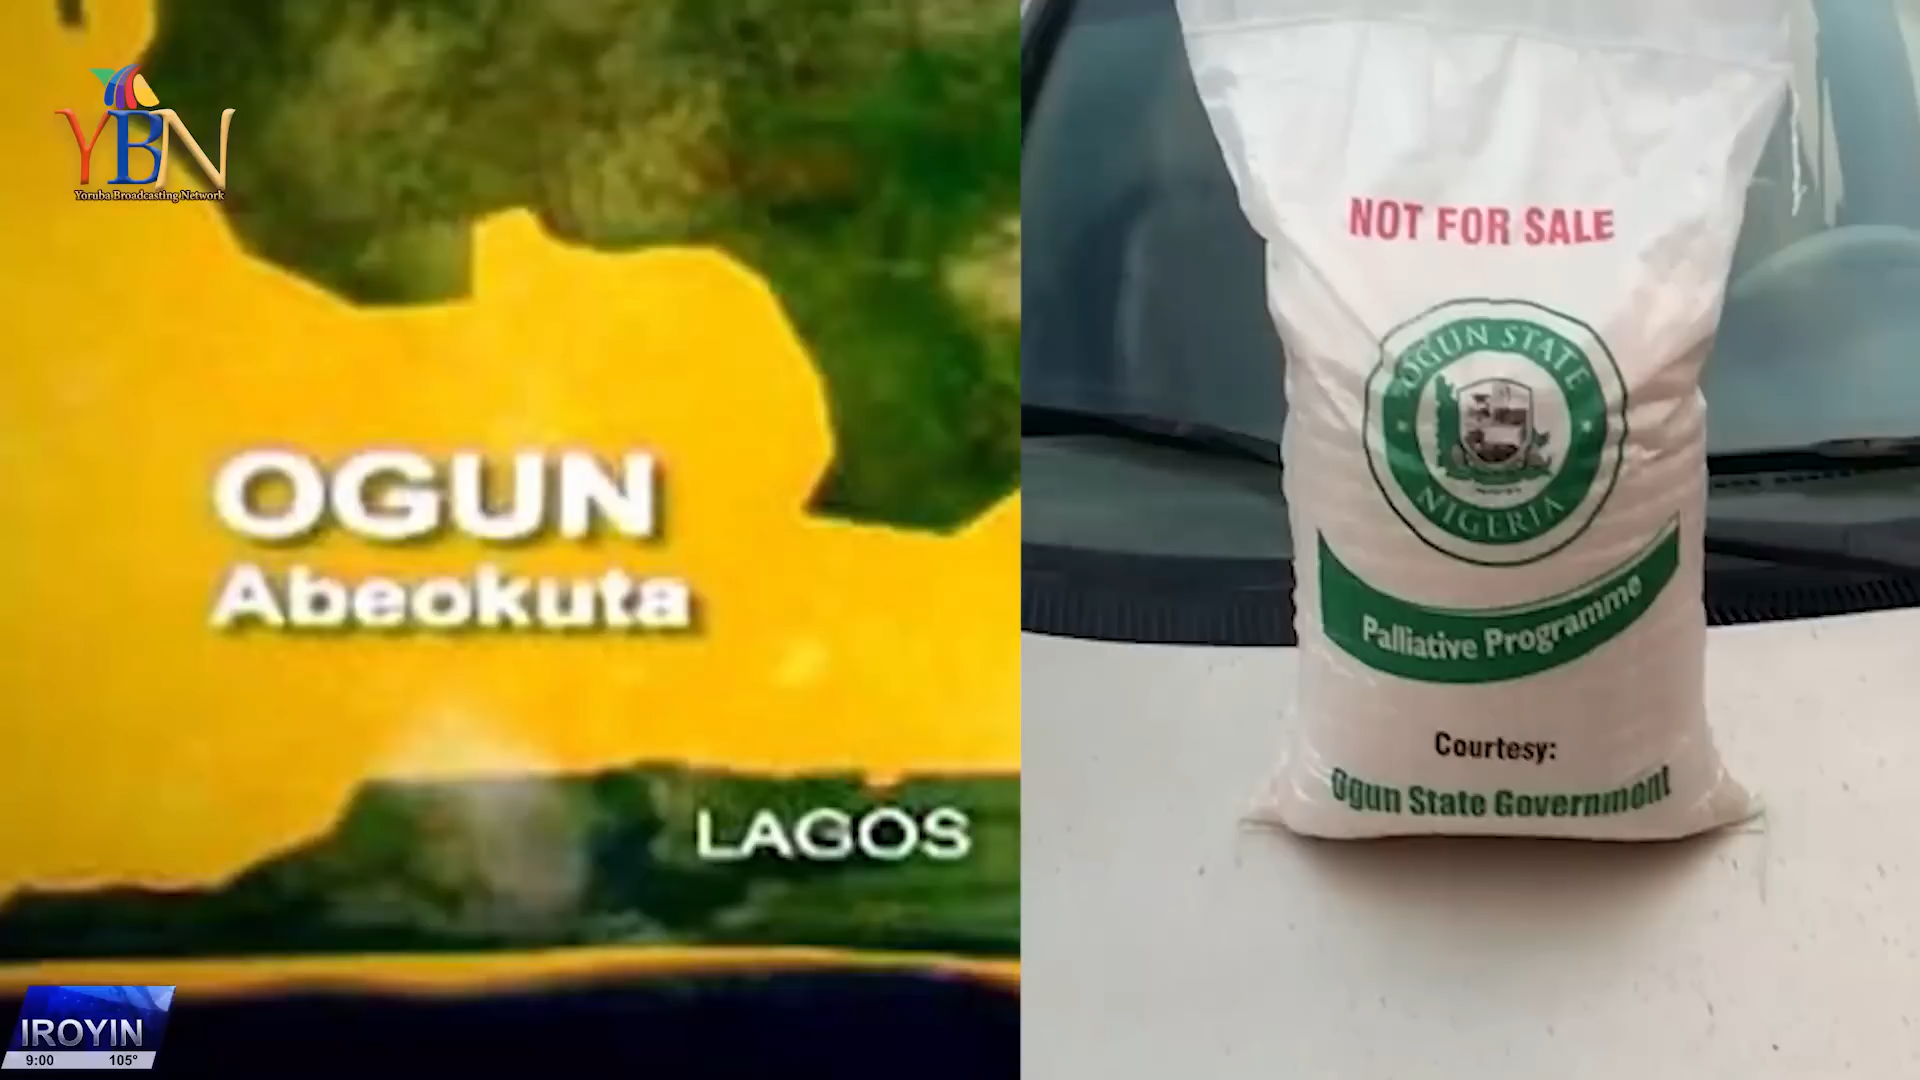 YBN
Yoruba Broadcasting Network
OGUN
Abeokuta
LAGOS
IROYIN
9:00 105°
NOT FOR SALE
OGUN STATE
NIGERIA
Palliative Programme
Courtesy:
Ogun State Government